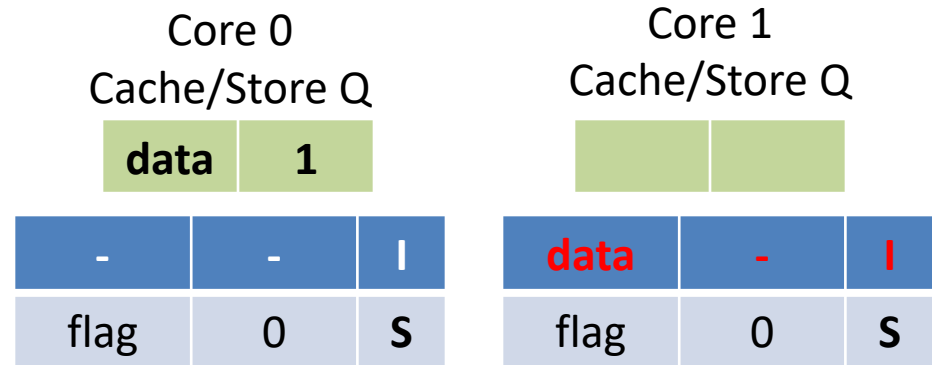 Core 0
Cache/Store Q
data 1
- - I
flag 0 S
Core 1
Cache/Store Q
data - I
flag 0 S